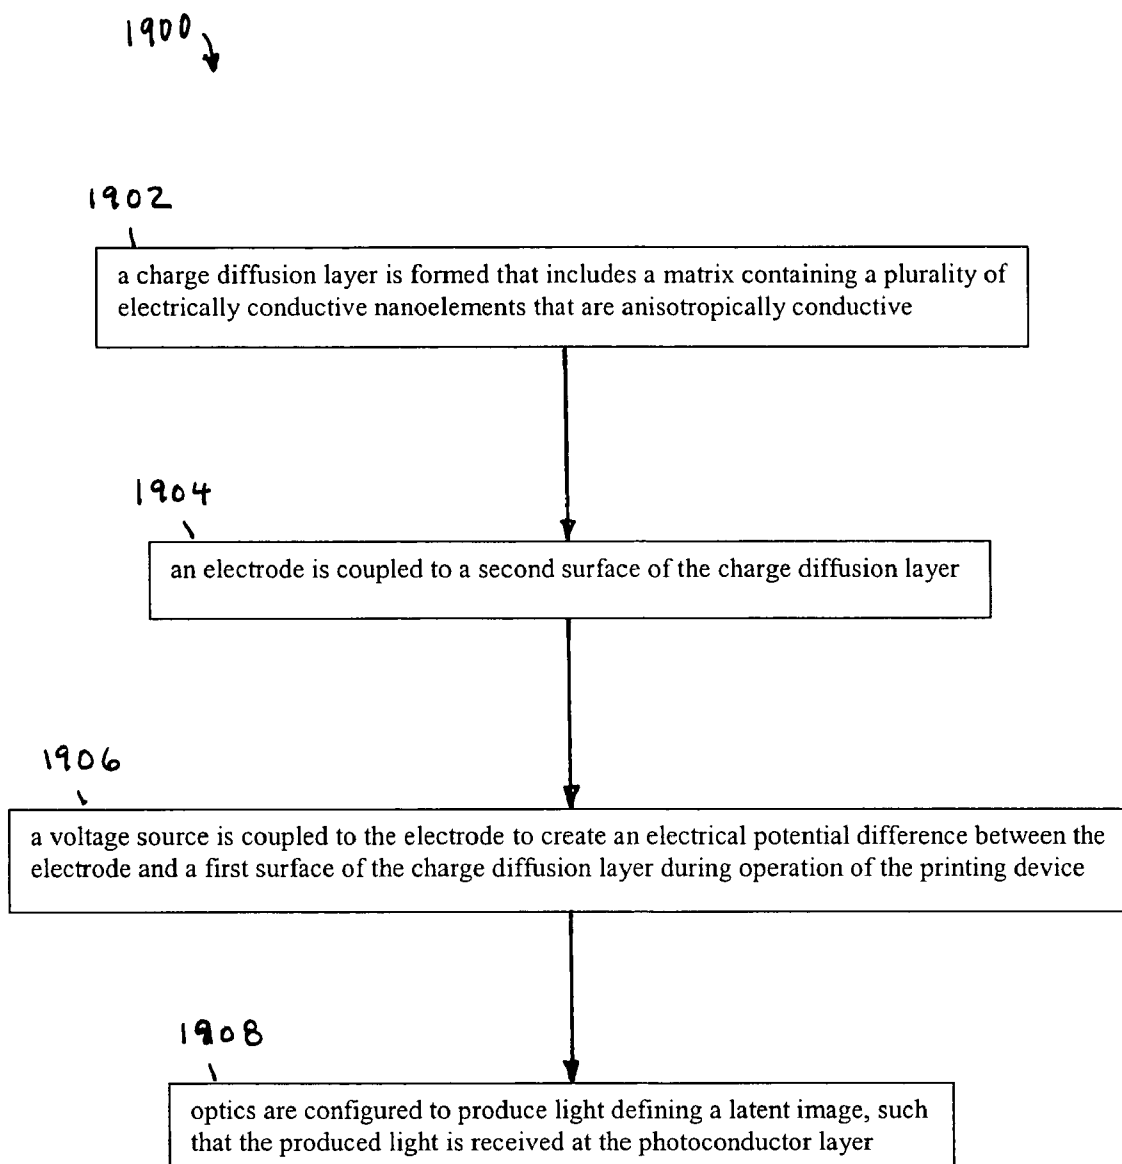 1900
1902
a charge diffusion layer is formed that includes a matrix containing a plurality of
electrically conductive nanoelements that are anisotropically conductive
1904
an electrode is coupled to a second surface of the charge diffusion layer
1906
a voltage source is coupled to the electrode to create an electrical potential difference between the
electrode and a first surface of the charge diffusion layer during operation of the printing device
1908
optics are configured to produce light defining a latent image, such
that the produced light is received at the photoconductor layer